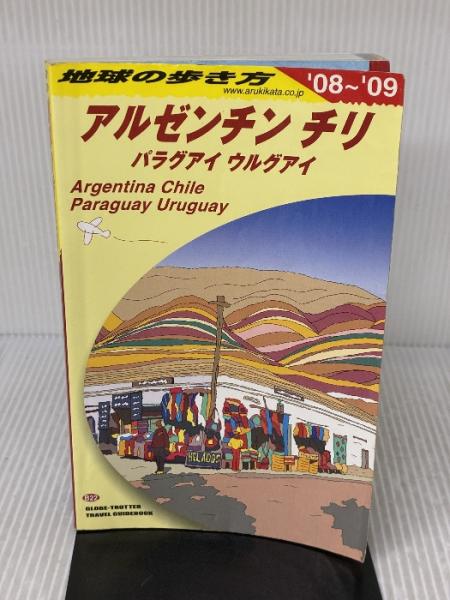 地球の歩き方
www.arukikata.co.jp
'08~'09
アルゼンチン チリ
パラグアイ ウルグアイ
Argentina Chile
Paraguay Uruguay
HELADOS
B22
GLOBE-TROTTER
TRAVEL GUIDEBOOK